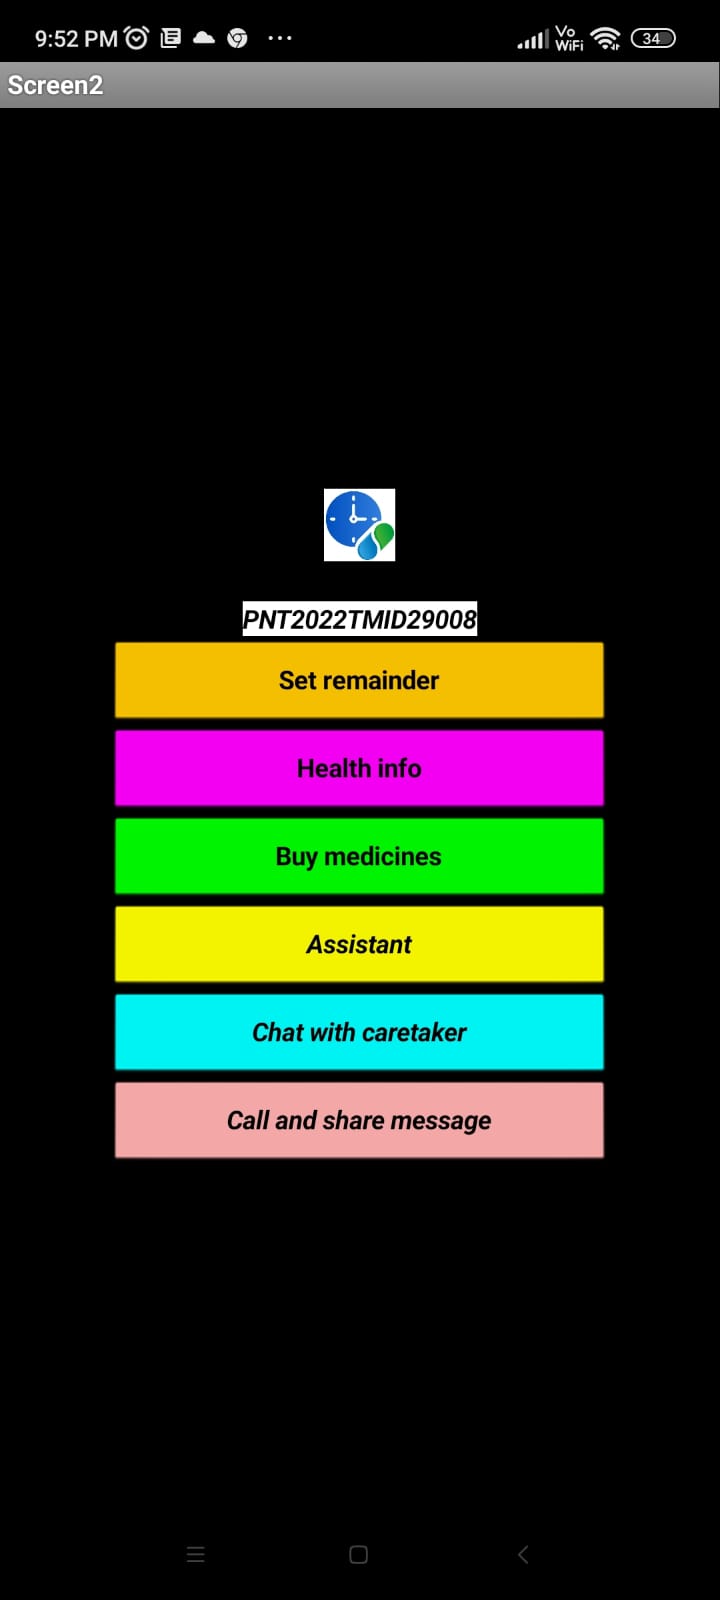 9:52 PM
Vo
WiFi
34
Screen2
PNT2022TMID29008
Set remainder
Health info
Buy medicines
Assistant
Chat with caretaker
Call and share message